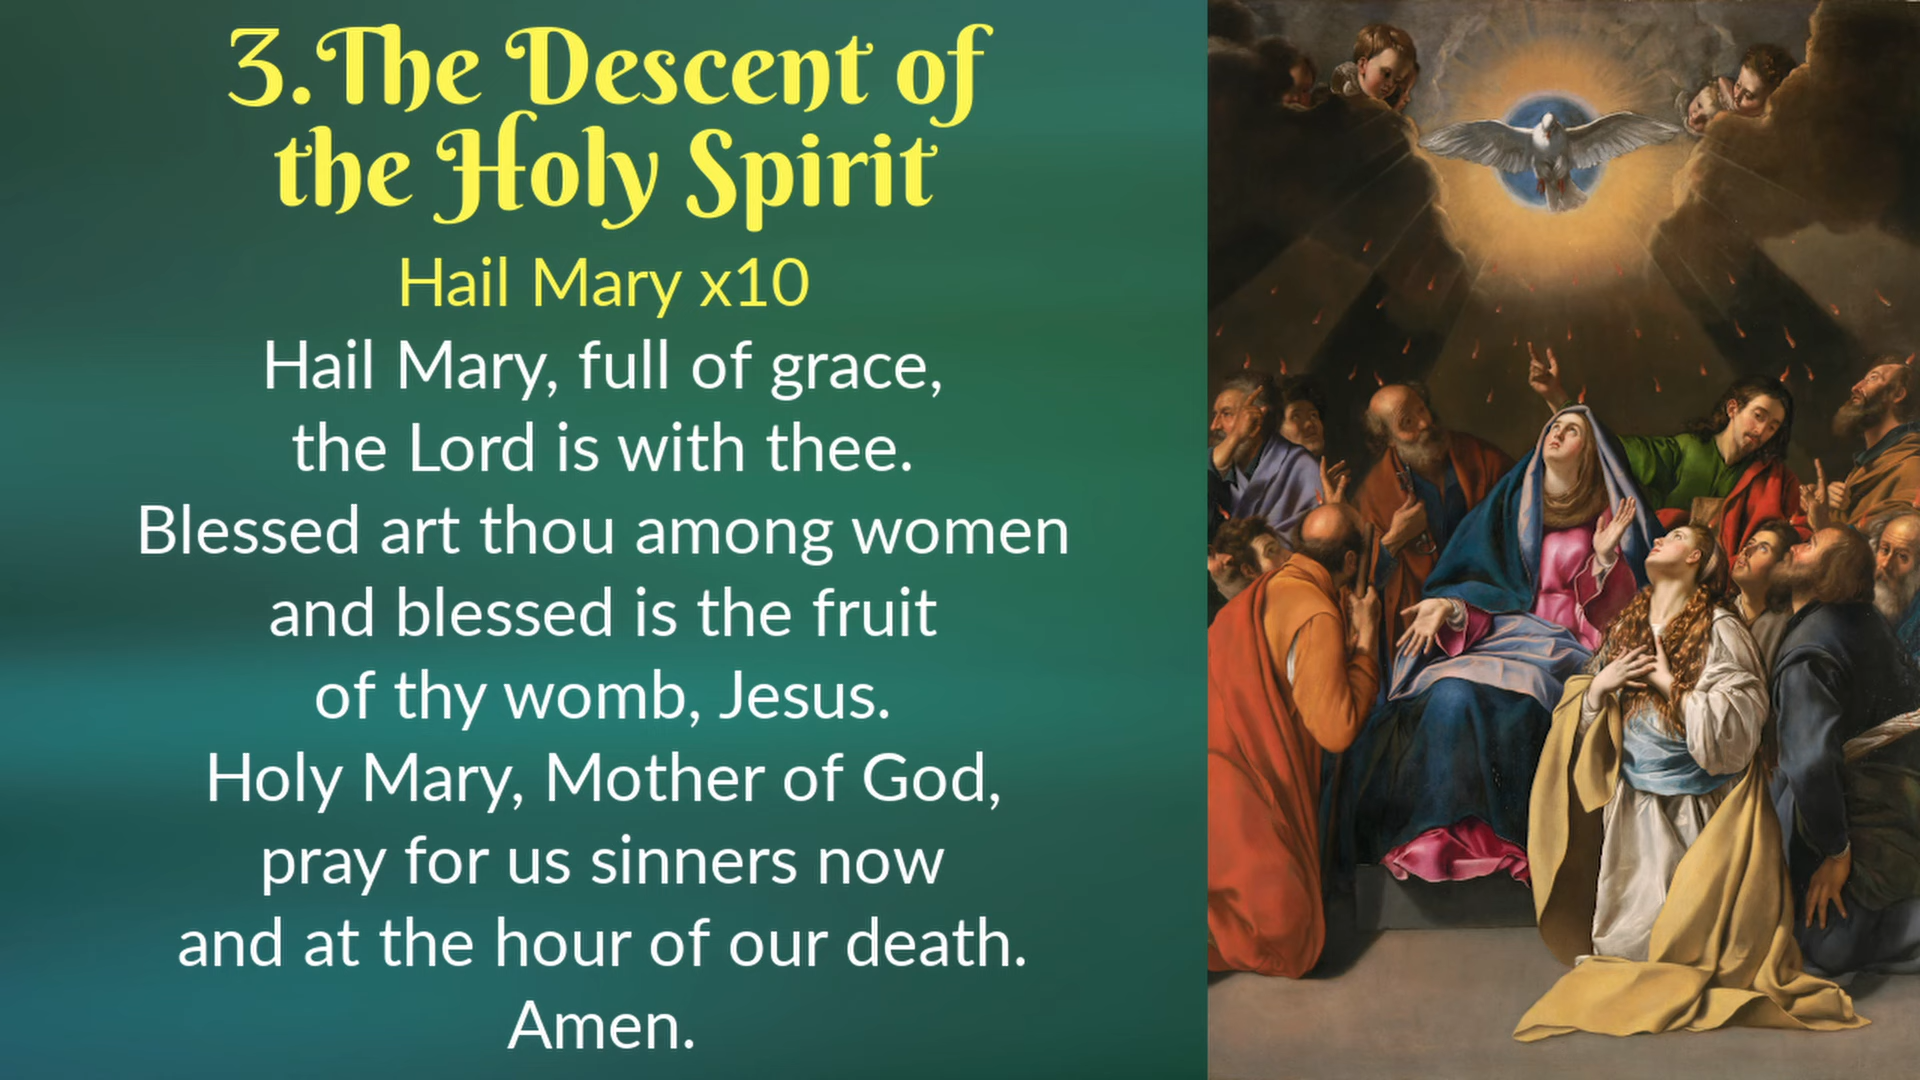 3. The Descent of
the Holy Spirit
Hail Mary x10
Hail Mary, full of grace,
the Lord is with thee.
Blessed art thou among women
and blessed is the fruit
of thy womb, Jesus.
Holy Mary, Mother of God,
pray for us sinners now
and at the hour of our death.
Amen.